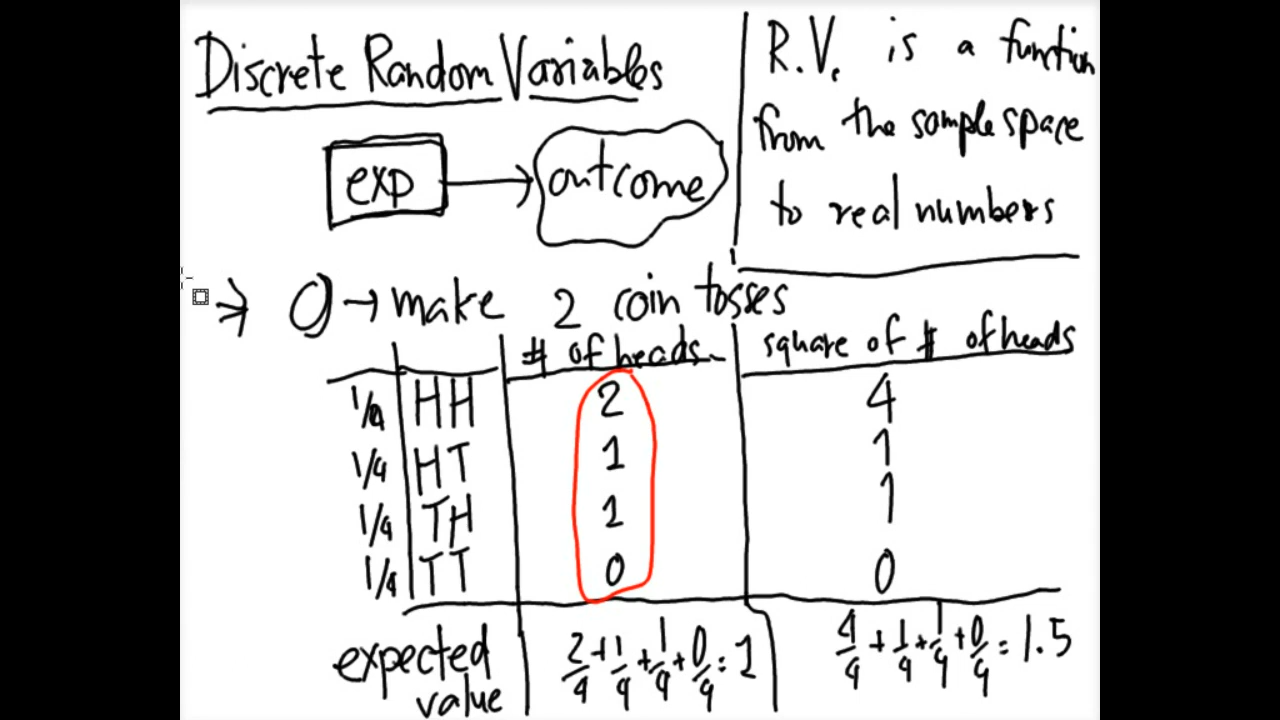 Discrete Random Variables
R.V. is a function
from the sample space
to real numbers
exp → outcome
⇒ → make 2 coin tosses
# of heads square of # of heads
1/4 HH 2 4
1/4 HT 1 1
1/4 TH 1 1
1/4 TT 0 0
expected value 2/4 + 1/4 + 1/4 + 0/4 = 1 4/4 + 1/4 + 1/4 + 0/4 = 1.5